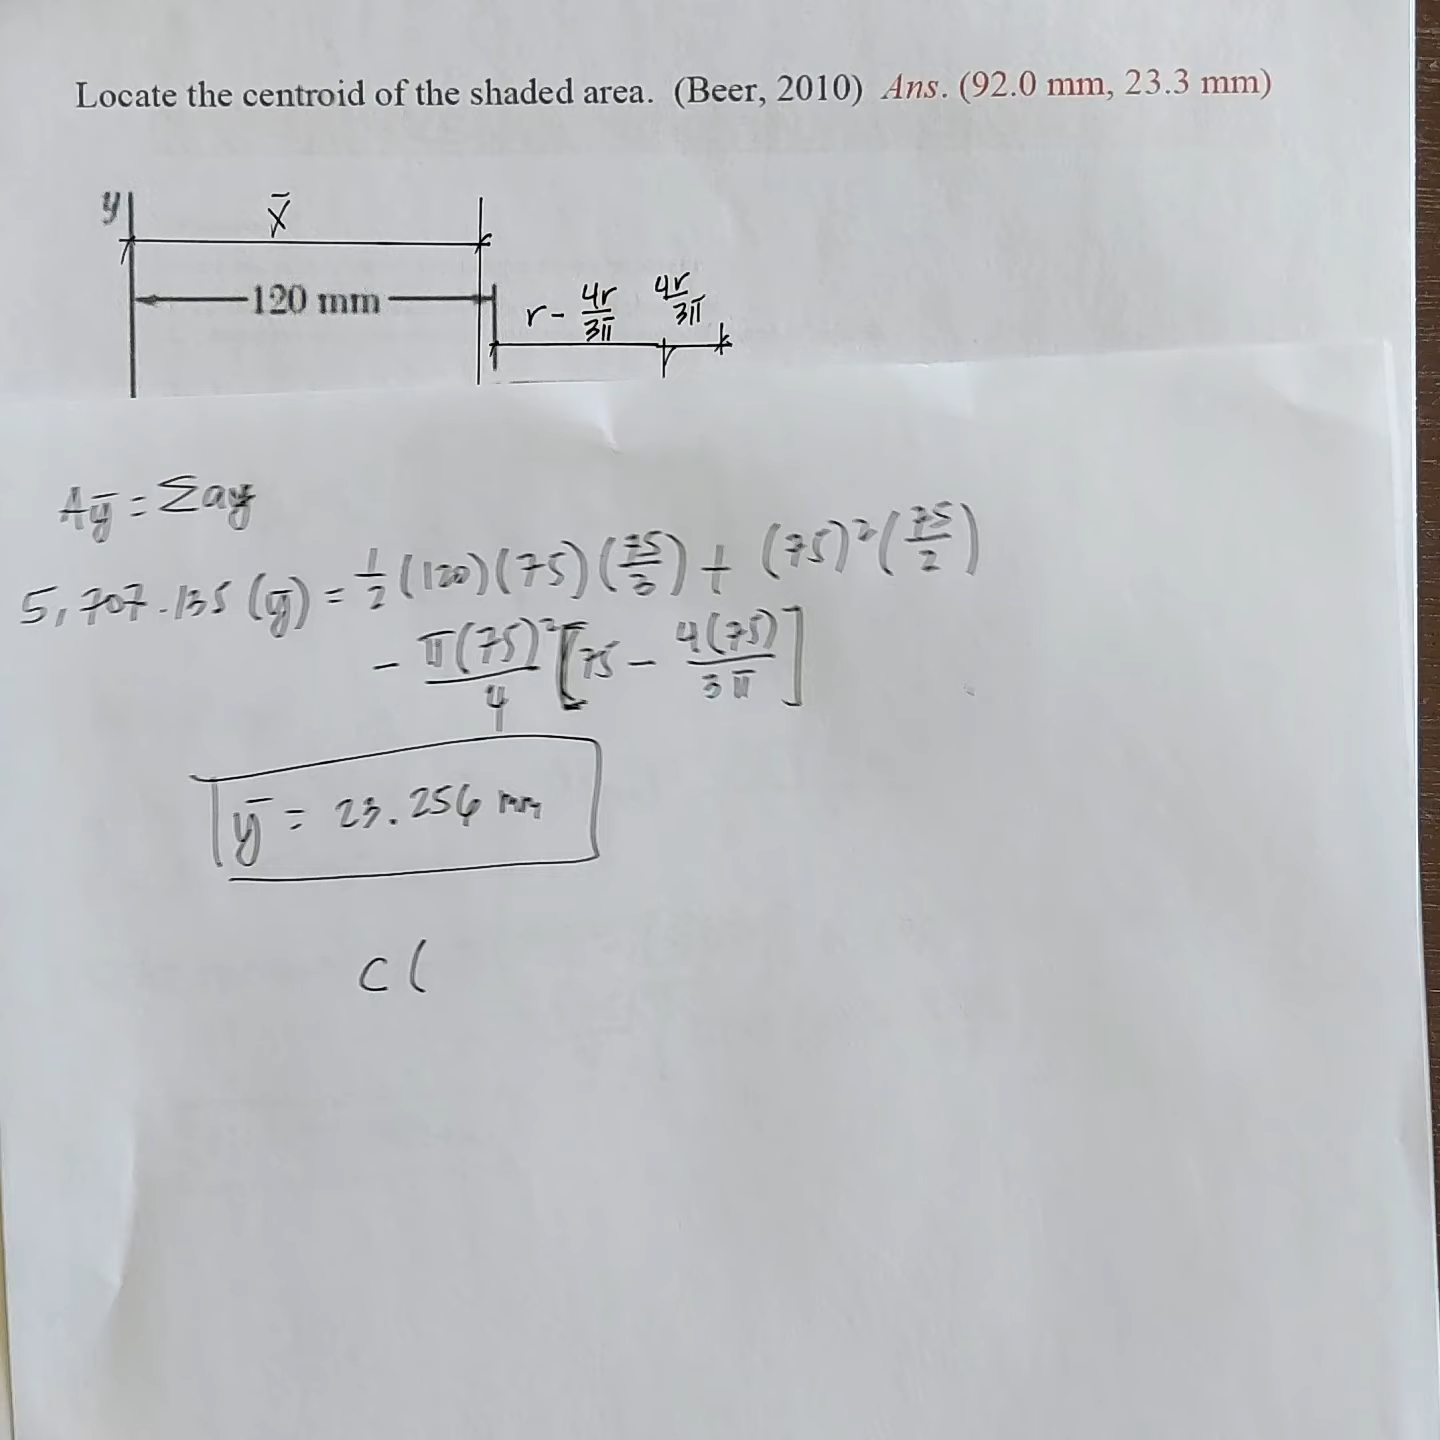 Locate the centroid of the shaded area. (Beer, 2010) Ans. (92.0 mm, 23.3 mm)
y x̄
120 mm r - 4r/3π 4r/3π
Aȳ = Σay
5,707.135 (ȳ) = 1/2 (120)(75)(75/3) + (75)²(75/2)
- π(75)²/4 [75 - 4(75)/3π]
ȳ = 23.256 mm
C(